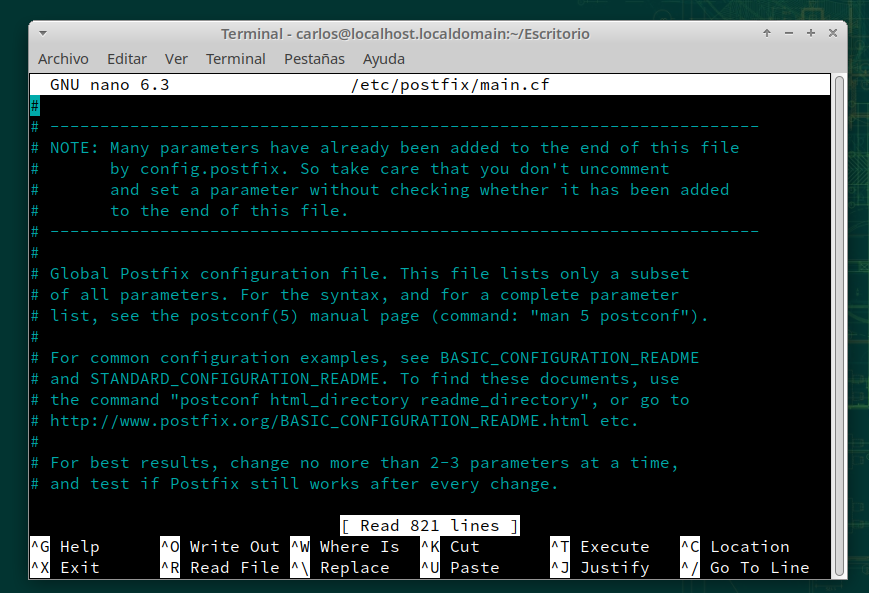 Terminal - carlos@localhost.localdomain:~/Escritorio
Archivo Editar Ver Terminal Pestañas Ayuda
GNU nano 6.3 /etc/postfix/main.cf
#
# -----------------------------------------------------------------------
# NOTE: Many parameters have already been added to the end of this file
#       by config.postfix. So take care that you don't uncomment
#       and set a parameter without checking whether it has been added
#       to the end of this file.
# -----------------------------------------------------------------------
#
# Global Postfix configuration file. This file lists only a subset
# of all parameters. For the syntax, and for a complete parameter
# list, see the postconf(5) manual page (command: "man 5 postconf").
#
# For common configuration examples, see BASIC_CONFIGURATION_README
# and STANDARD_CONFIGURATION_README. To find these documents, use
# the command "postconf html_directory readme_directory", or go to
# http://www.postfix.org/BASIC_CONFIGURATION_README.html etc.
#
# For best results, change no more than 2-3 parameters at a time,
# and test if Postfix still works after every change.
[ Read 821 lines ]
^G Help ^O Write Out ^W Where Is ^K Cut ^T Execute ^C Location
^X Exit ^R Read File ^\ Replace ^U Paste ^J Justify ^/ Go To Line